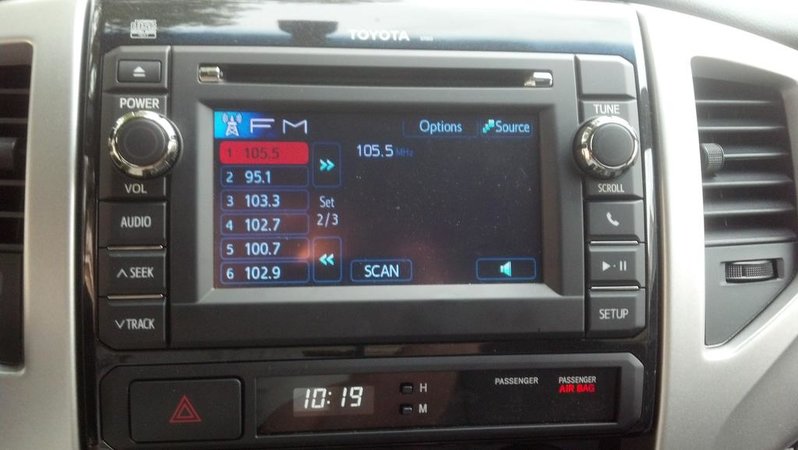 TOYOTA
POWER
VOL
AUDIO
∧ SEEK
∨ TRACK
FM
Options
Source
1 105.5
2 95.1
3 103.3
4 102.7
5 100.7
6 102.9
Set
2/3
105.5 MHz
SCAN
TUNE
SCROLL
SETUP
10:19
H
M
PASSENGER
PASSENGER
AIR BAG